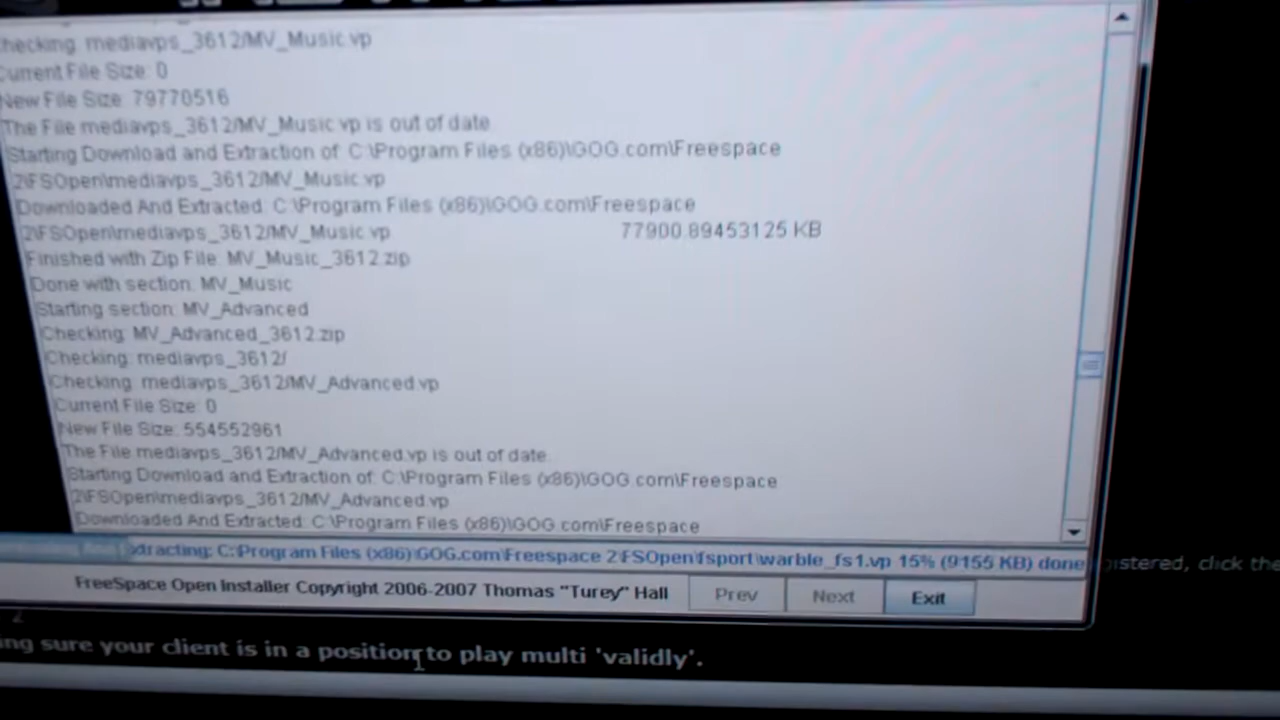 Checking: mediavps_3612/MV_Music.vp
Current File Size: 0
New File Size: 79770516
The File mediavps_3612/MV_Music.vp is out of date
Starting Download and Extraction of: C:\Program Files (x86)\GOG.com\Freespace
2\FSOpen\mediavps_3612/MV_Music.vp
Downloaded And Extracted: C:\Program Files (x86)\GOG.com\Freespace
2\FSOpen\mediavps_3612/MV_Music.vp 77900.89453125 KB
Finished with Zip File: MV_Music_3612.zip
Done with section: MV_Music
Starting section: MV_Advanced
Checking: MV_Advanced_3612.zip
Checking: mediavps_3612/
Checking: mediavps_3612/MV_Advanced.vp
Current File Size: 0
New File Size: 554552961
The File mediavps_3612/MV_Advanced.vp is out of date.
Starting Download and Extraction of: C:\Program Files (x86)\GOG.com\Freespace
2\FSOpen\mediavps_3612/MV_Advanced.vp
Downloaded And Extracted: C:\Program Files (x86)\GOG.com\Freespace
xtracting: C:\Program Files (x86)\GOG.com\Freespace 2\FSOpen\fsport\warble_fs1.vp 15% (9155 KB) done
istered, click the
FreeSpace Open Installer Copyright 2006-2007 Thomas "Turey" Hall Prev Next Exit
2
ing sure your client is in a position to play multi 'validly'.